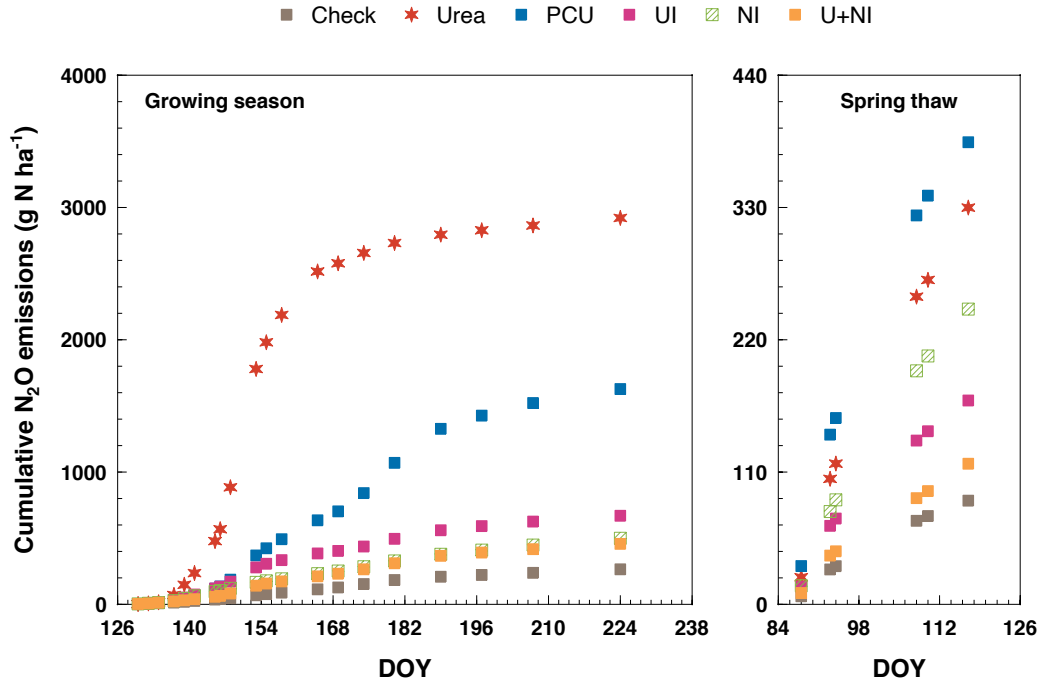 Check Urea PCU UI NI U+NI
Growing season
Spring thaw
Cumulative N₂O emissions (g N ha⁻¹)
4000
3000
2000
1000
0
126 140 154 168 182 196 210 224 238
DOY
440
330
220
110
0
84 98 112 126
DOY